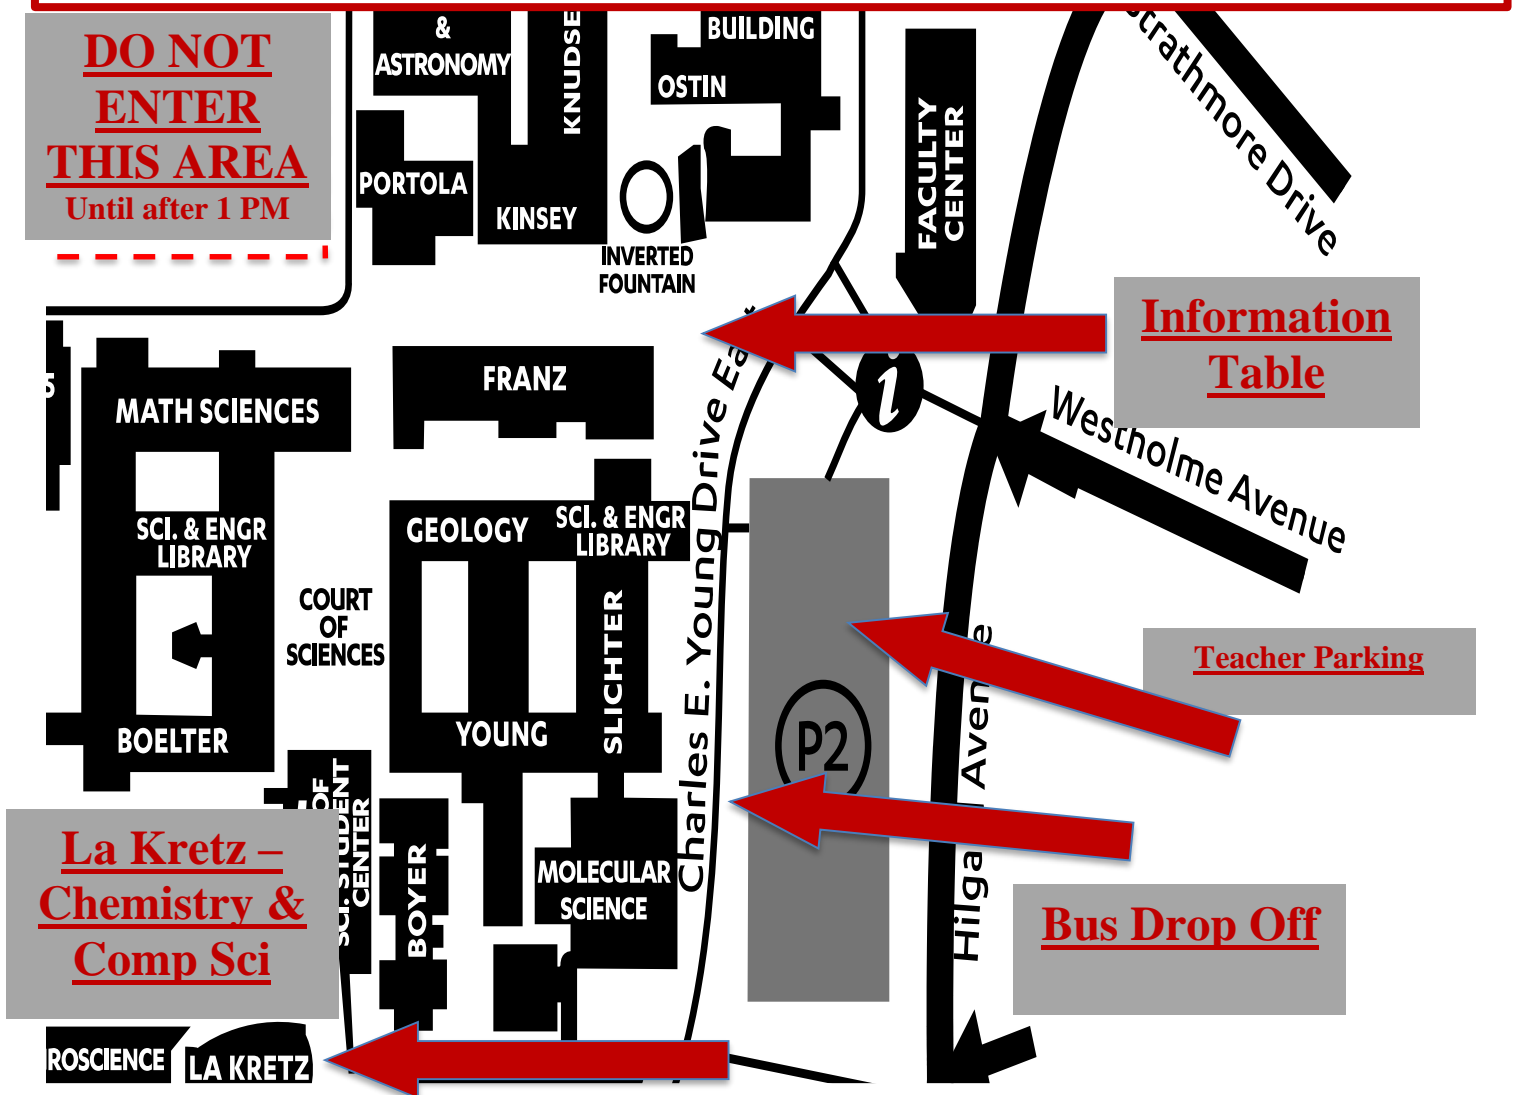 DO NOT
ENTER
THIS AREA
Until after 1 PM
&
ASTRONOMY
KNUDSE
BUILDING
OSTIN
FACULTY
CENTER
Strathmore Drive
PORTOLA
KINSEY
INVERTED
FOUNTAIN
Information
Table
i
Westholme Avenue
S
MATH SCIENCES
FRANZ
Charles E. Young Drive Eas
SCI. & ENGR
LIBRARY
GEOLOGY
SCI. & ENGR
LIBRARY
COURT
OF
SCIENCES
SLICHTER
Teacher Parking
BOELTER
YOUNG
P2
Hilga Avenue
OF
SCI. STUDENT
CENTER
La Kretz –
Chemistry &
Comp Sci
BOYER
MOLECULAR
SCIENCE
Bus Drop Off
ROSCIENCE
LA KRETZ